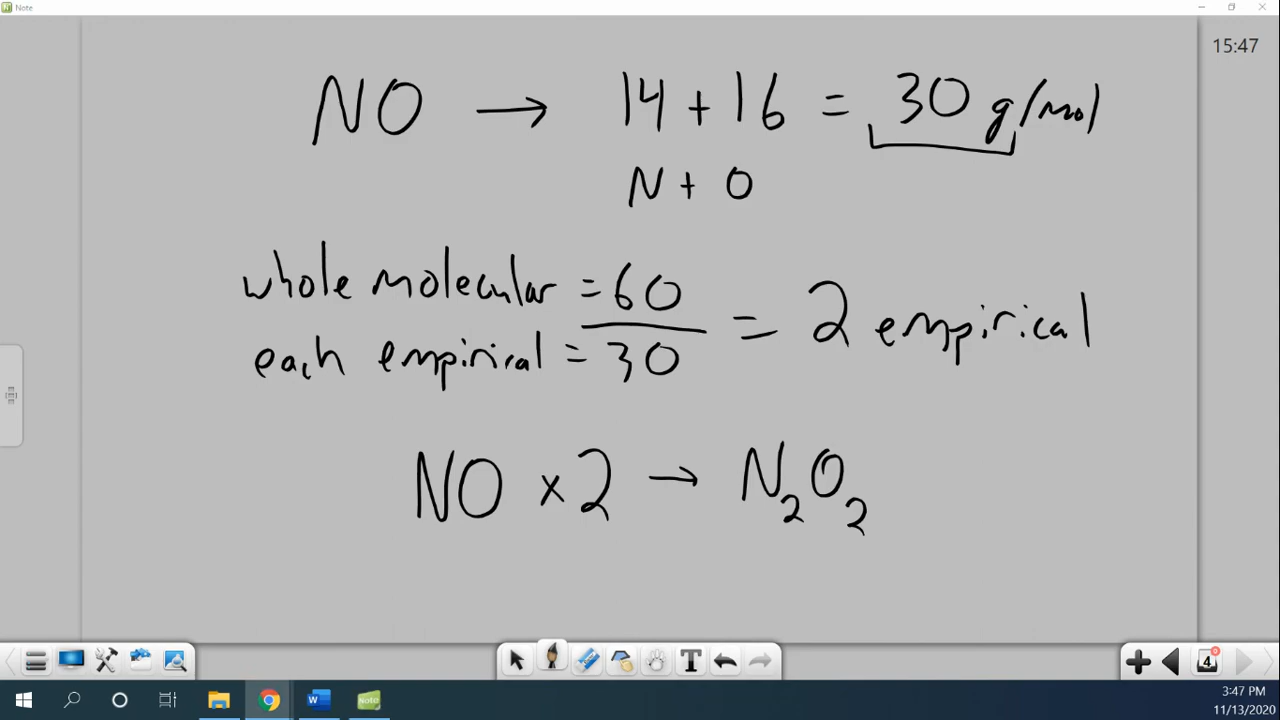 Note
15:47
NO → 14 + 16 = 30 g/mol
N + O
whole molecular = 60
each empirical = 30
= 2 empirical
NO × 2 → N₂O₂
T
4
W
Note
3:47 PM
11/13/2020